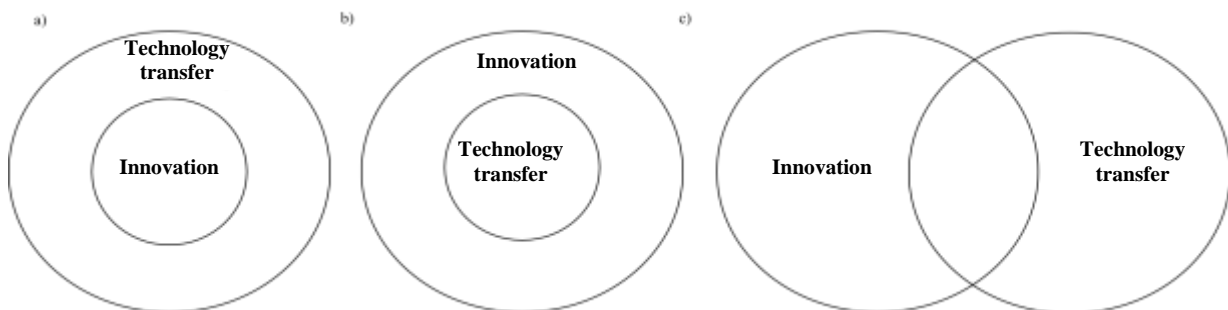 a)
Technology
transfer
Innovation
b)
Innovation
Technology
transfer
c)
Innovation
Technology
transfer